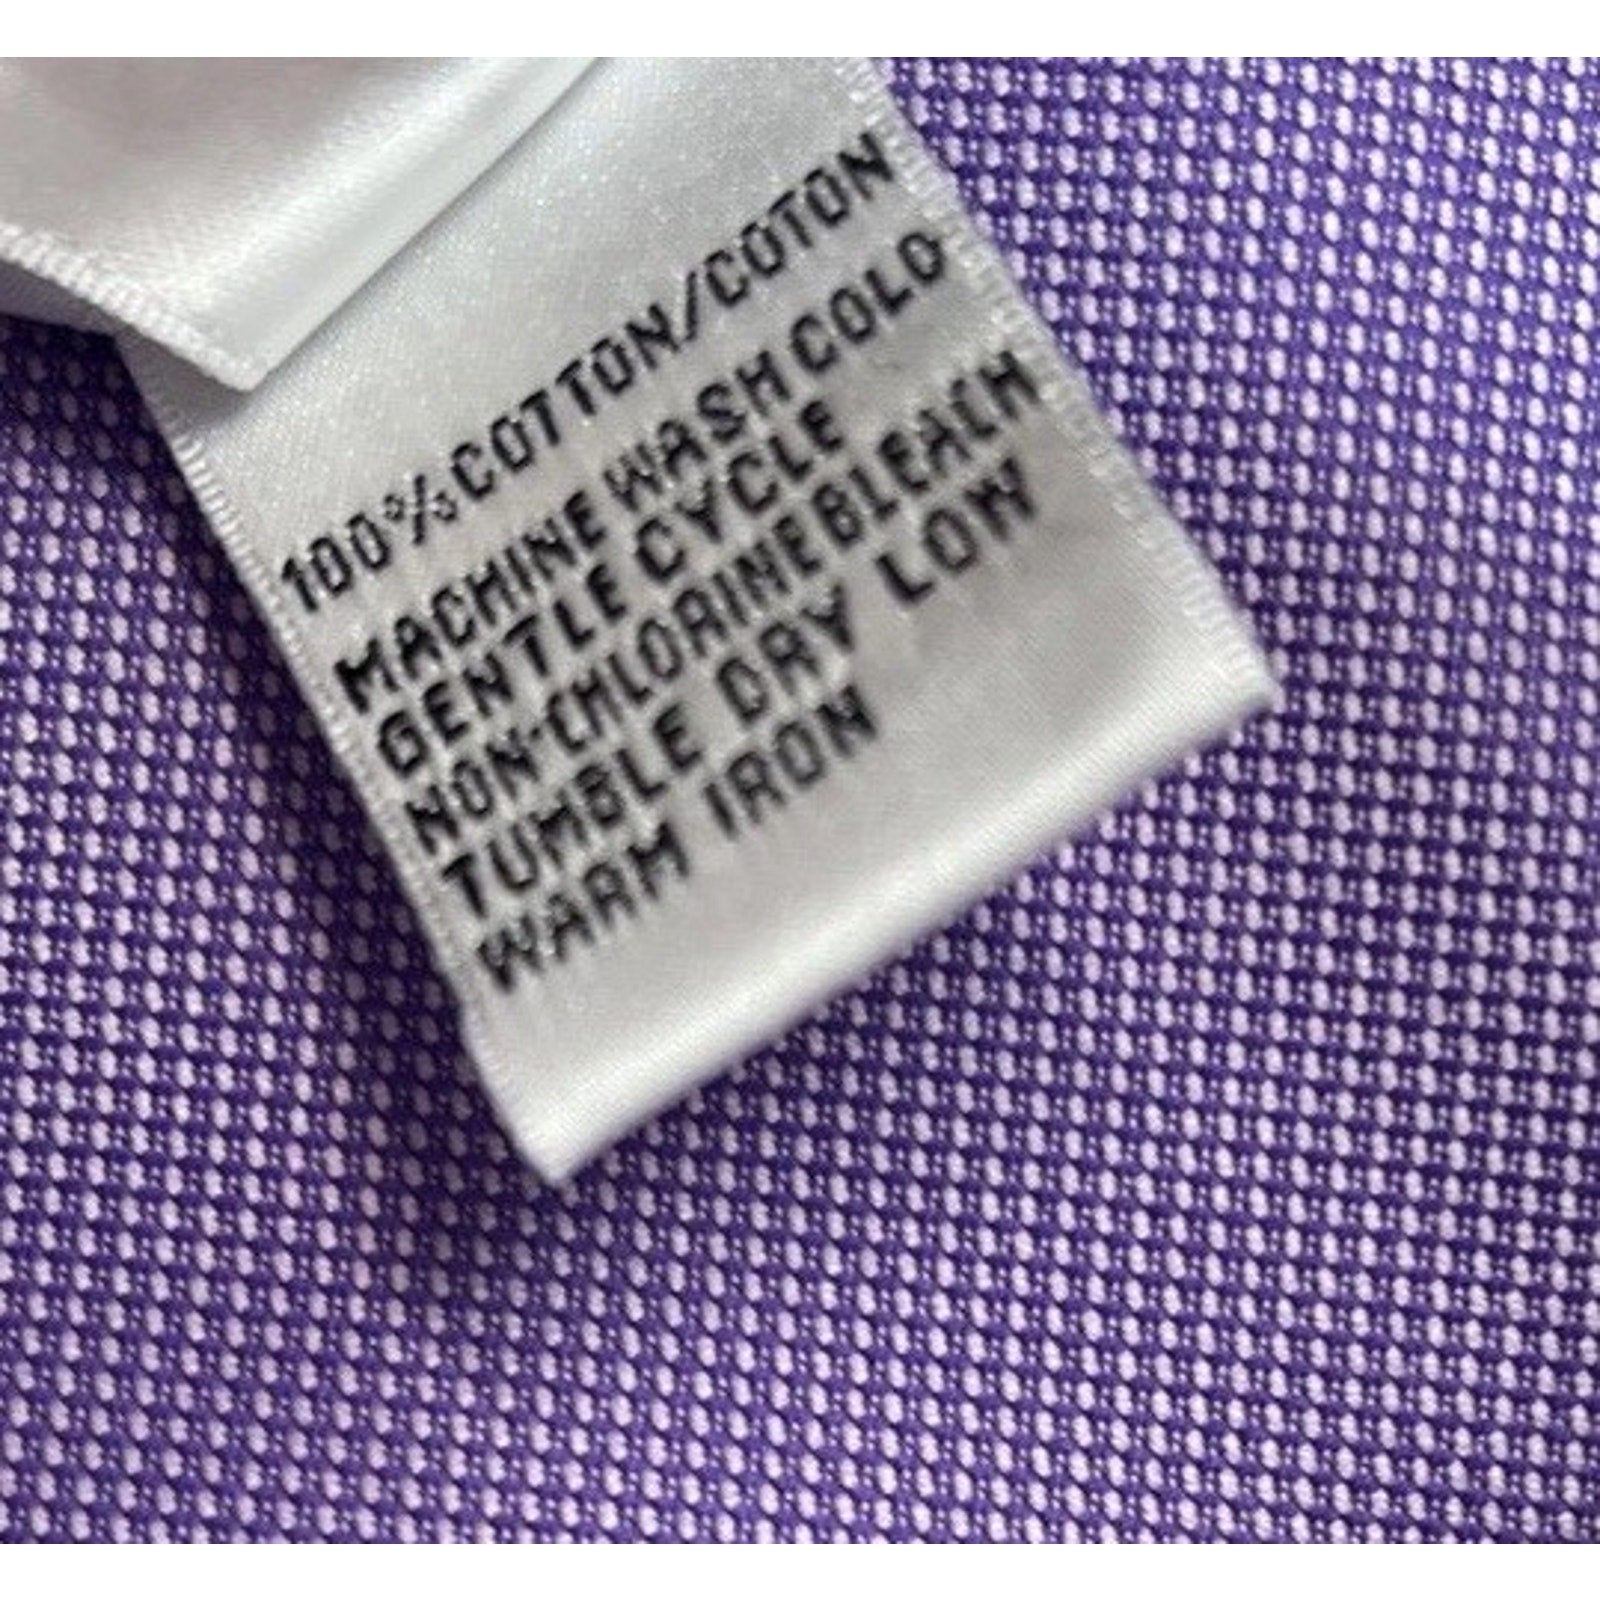 100%COTTON/COTON
MACHINE WASH COLD
GENTLE CYCLE
NON-CHLORINE BLEACH
TUMBLE DRY LOW
WARM IRON